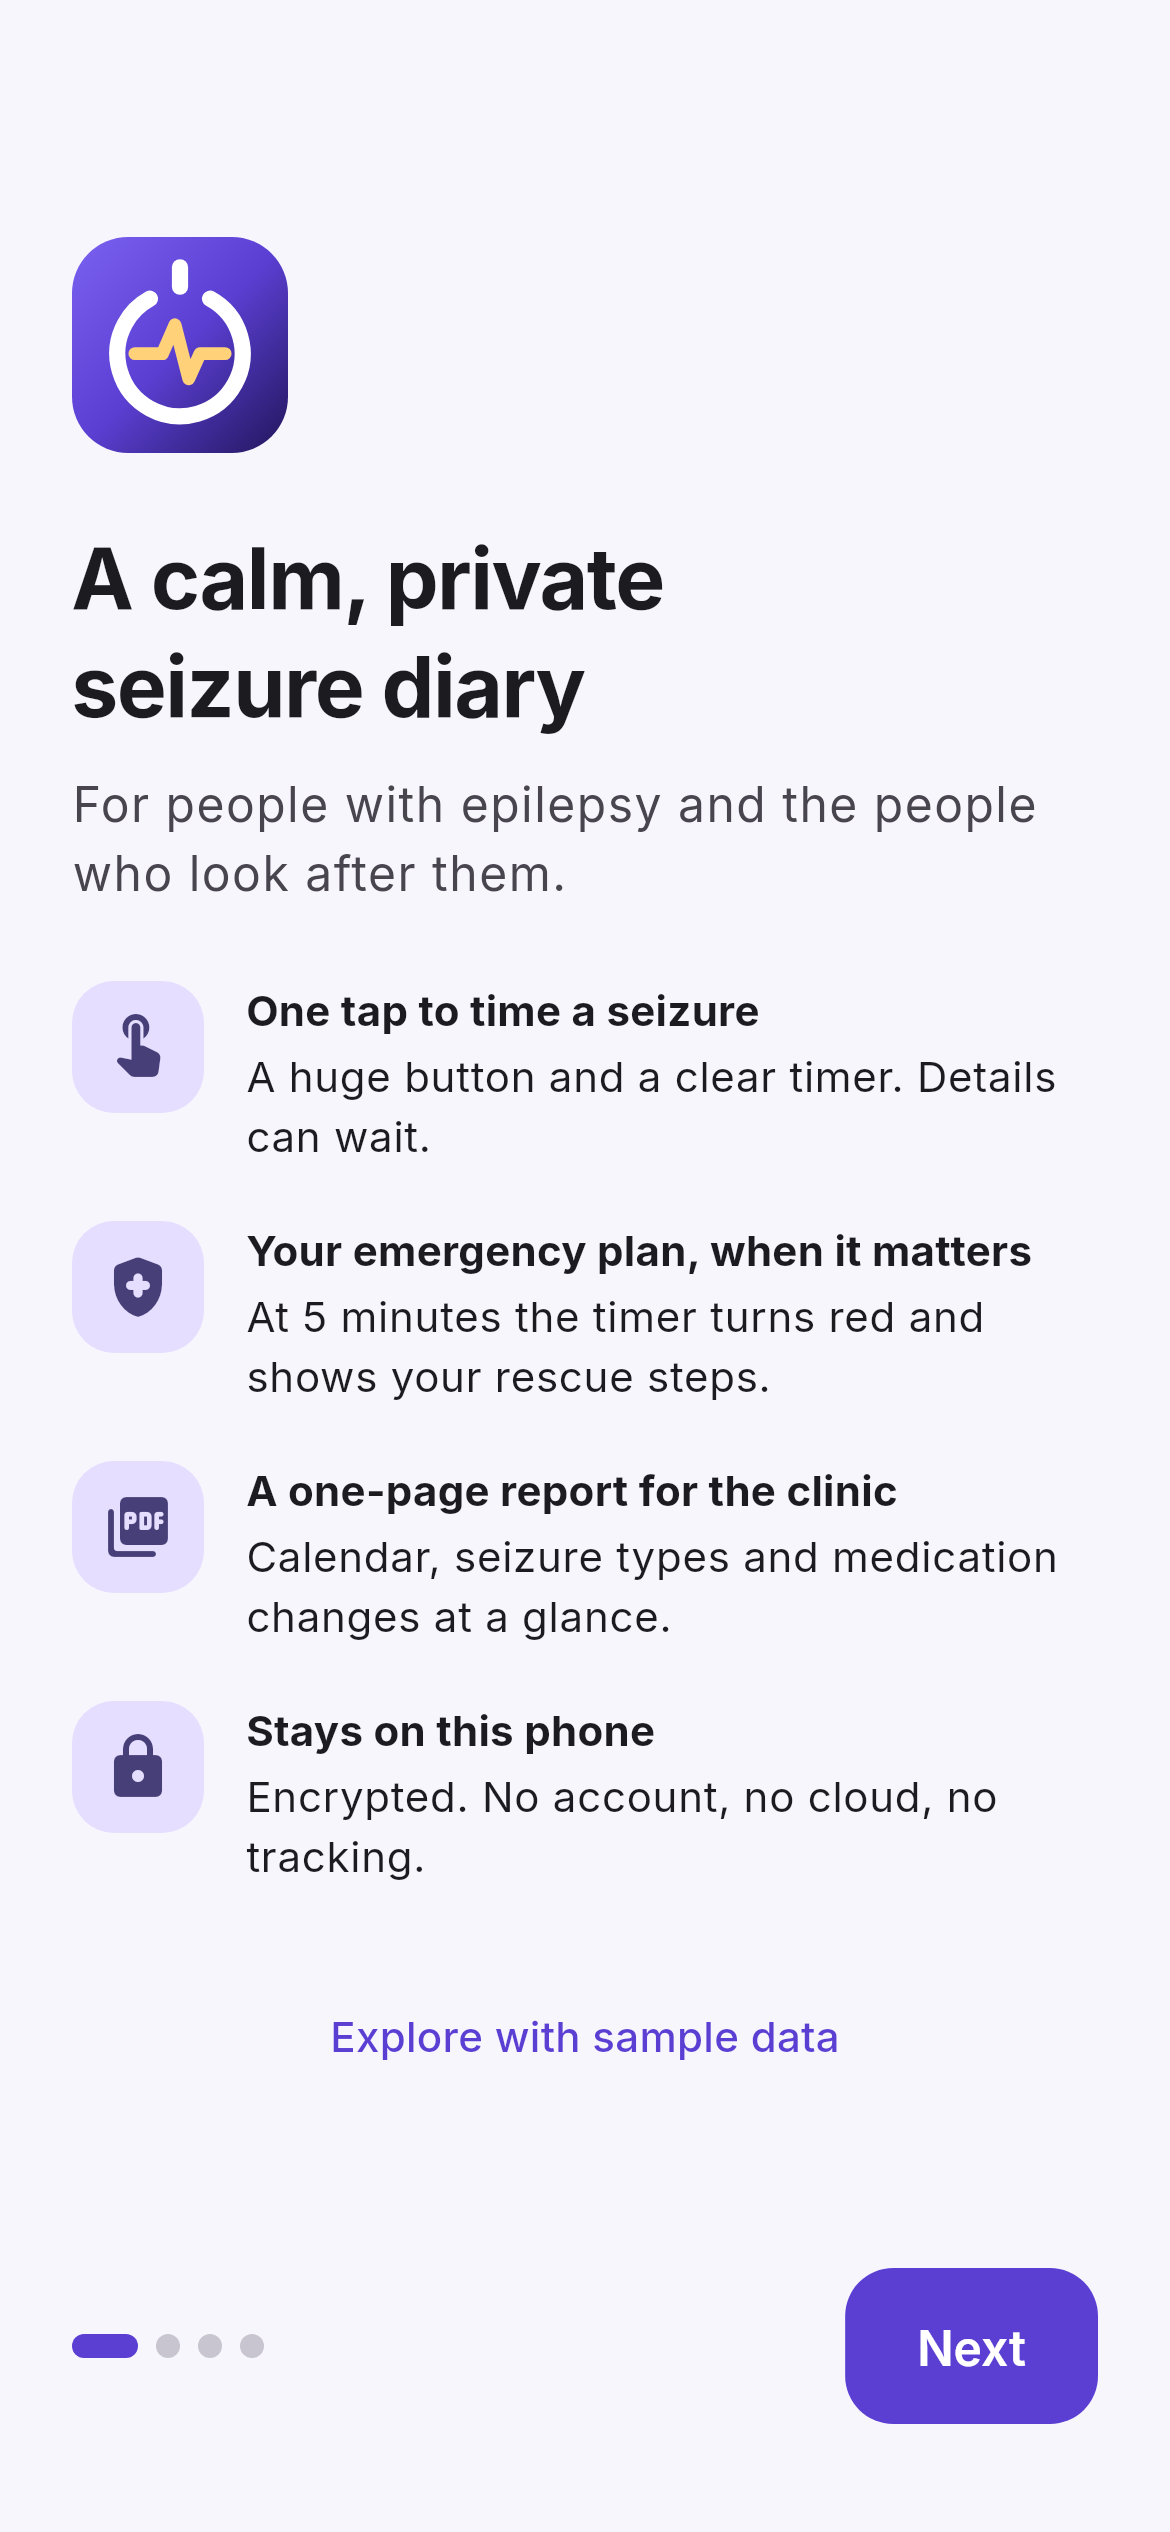 A calm, private
seizure diary
For people with epilepsy and the people
who look after them.
One tap to time a seizure
A huge button and a clear timer. Details
can wait.
Your emergency plan, when it matters
At 5 minutes the timer turns red and
shows your rescue steps.
PDF
A one-page report for the clinic
Calendar, seizure types and medication
changes at a glance.
Stays on this phone
Encrypted. No account, no cloud, no
tracking.
Explore with sample data
Next